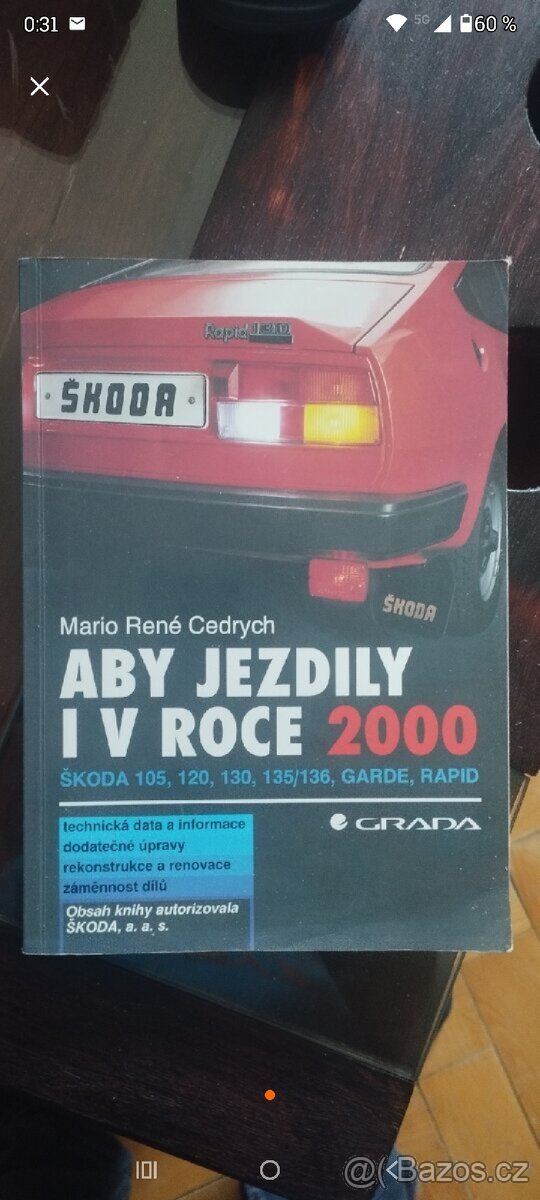 0:31
5G
60 %
Rapid 130
ŠKODA
ŠKODA
Mario René Cedrych
ABY JEZDILY
I V ROCE 2000
ŠKODA 105, 120, 130, 135/136, GARDE, RAPID
GRADA
technická data a informace
dodatečné úpravy
rekonstrukce a renovace
záměnnost dílů
Obsah knihy autorizovala
ŠKODA, a. a. s.
Bazos.cz